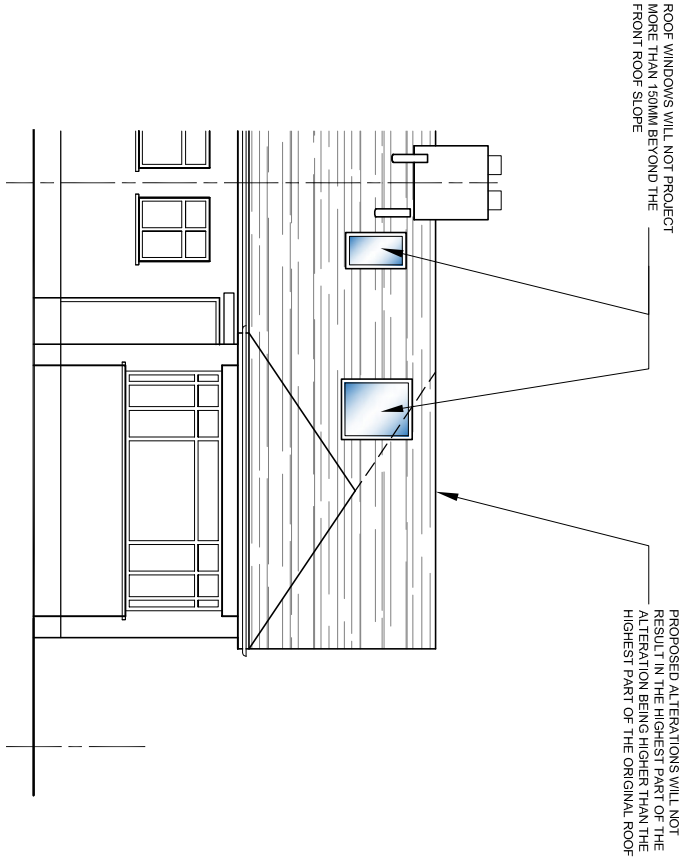 ROOF WINDOWS WILL NOT PROJECT
MORE THAN 150MM BEYOND THE
FRONT ROOF SLOPE
PROPOSED ALTERATIONS WILL NOT
RESULT IN THE HIGHEST PART OF THE
ALTERATION BEING HIGHER THAN THE
HIGHEST PART OF THE ORIGINAL ROOF